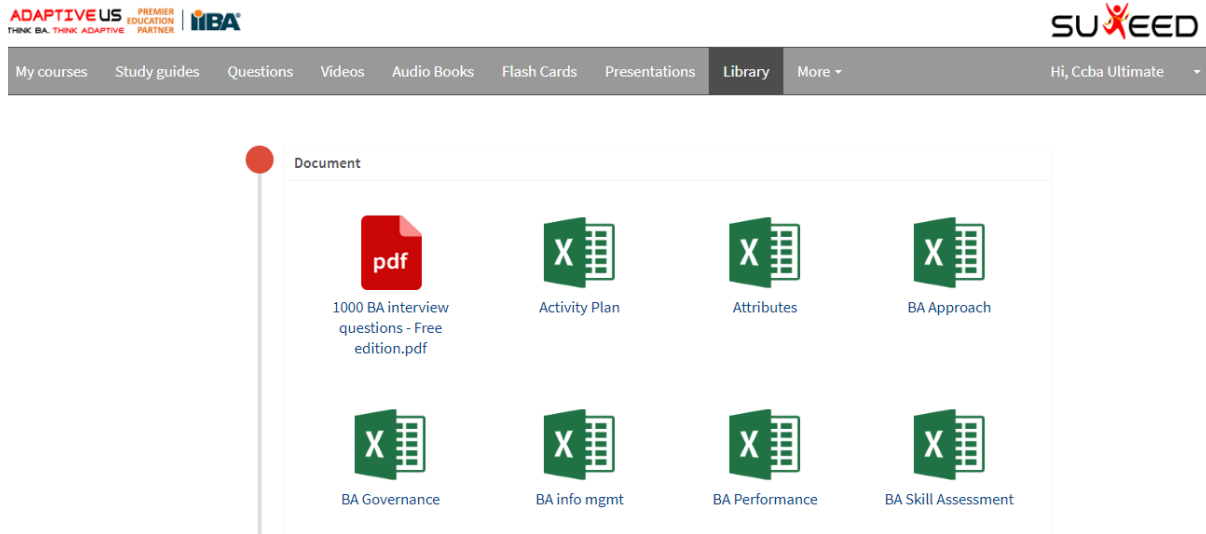 ADAPTIVE US
THINK BA. THINK ADAPTIVE
PREMIER
EDUCATION
PARTNER
IIBA®
SUXEED
My courses Study guides Questions Videos Audio Books Flash Cards Presentations Library More Hi, Ccba Ultimate
Document
pdf
1000 BA interview
questions - Free
edition.pdf
X
Activity Plan
X
Attributes
X
BA Approach
X
BA Governance
X
BA info mgmt
X
BA Performance
X
BA Skill Assessment